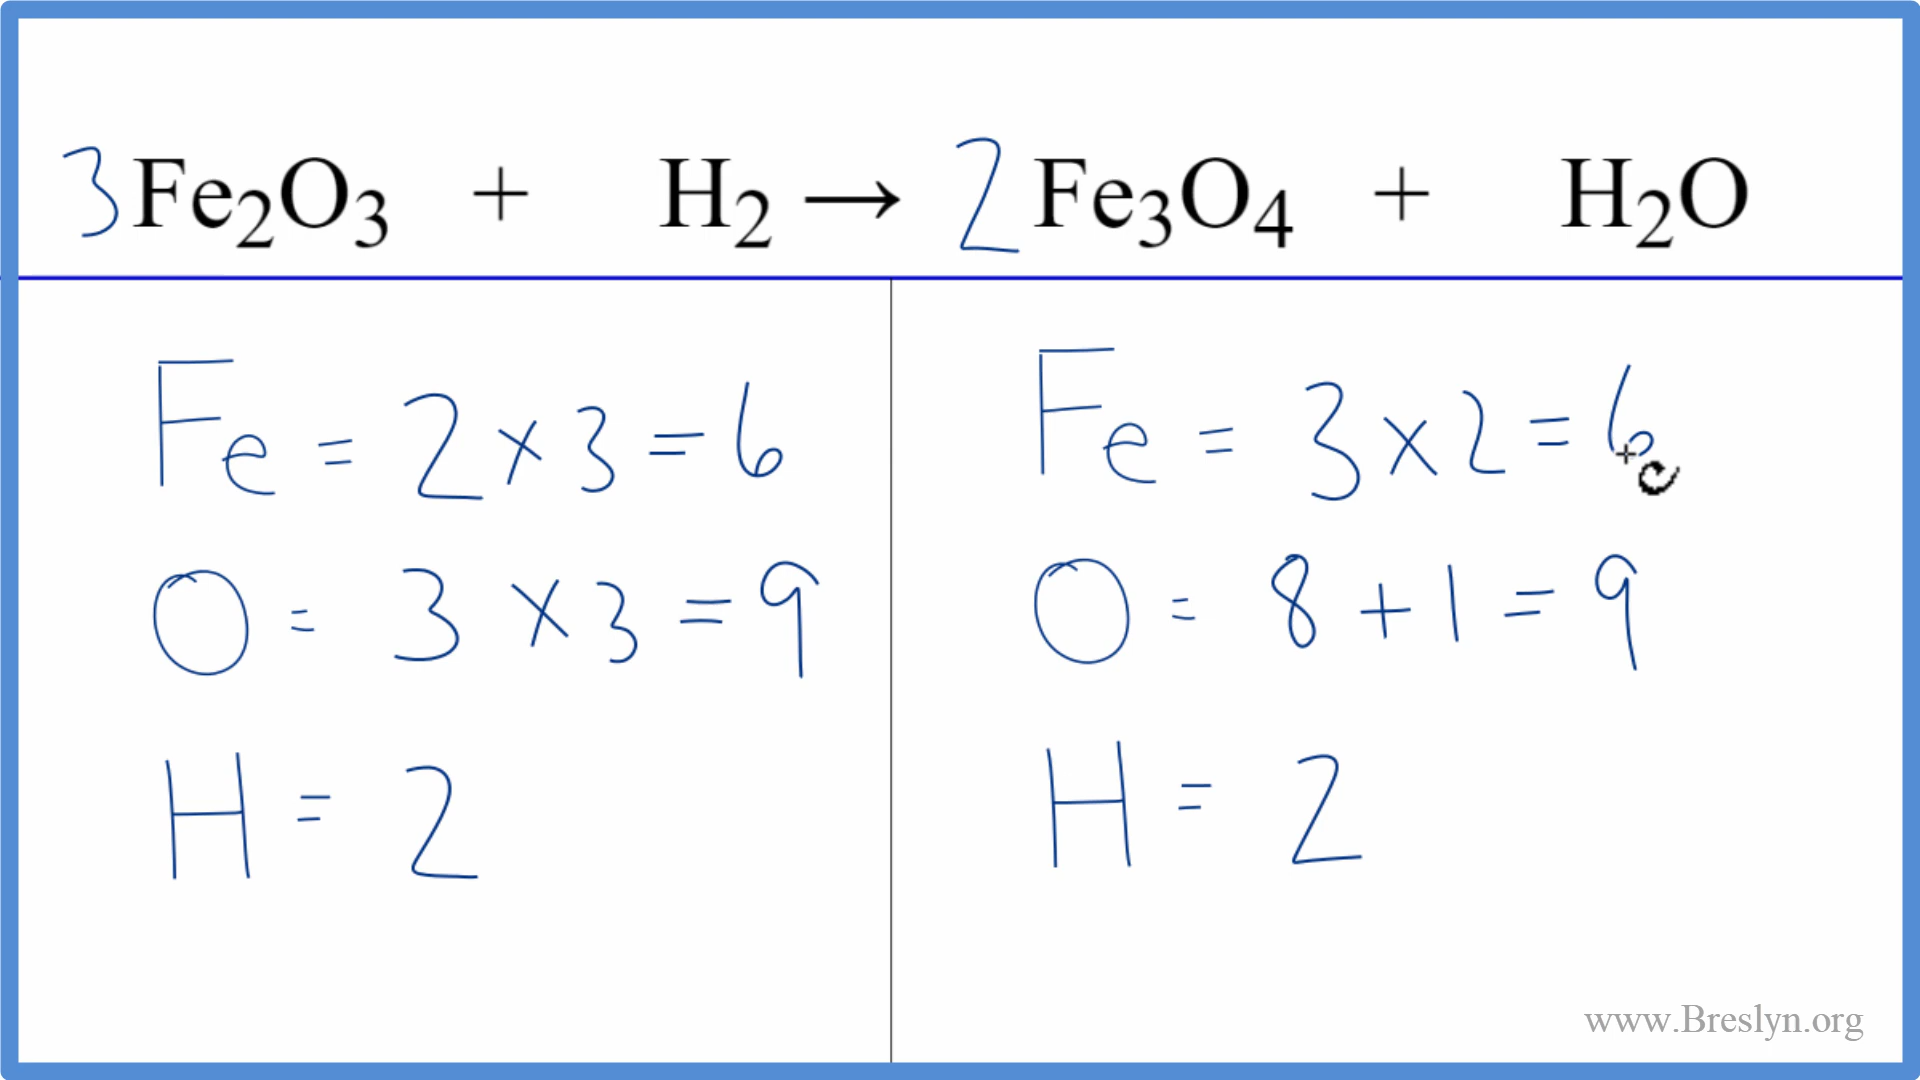 3Fe₂O₃ + H₂ → 2Fe₃O₄ + H₂O
Fe = 2 x 3 = 6
O = 3 x 3 = 9
H = 2
Fe = 3 x 2 = 6
O = 8 + 1 = 9
H = 2
www.Breslyn.org